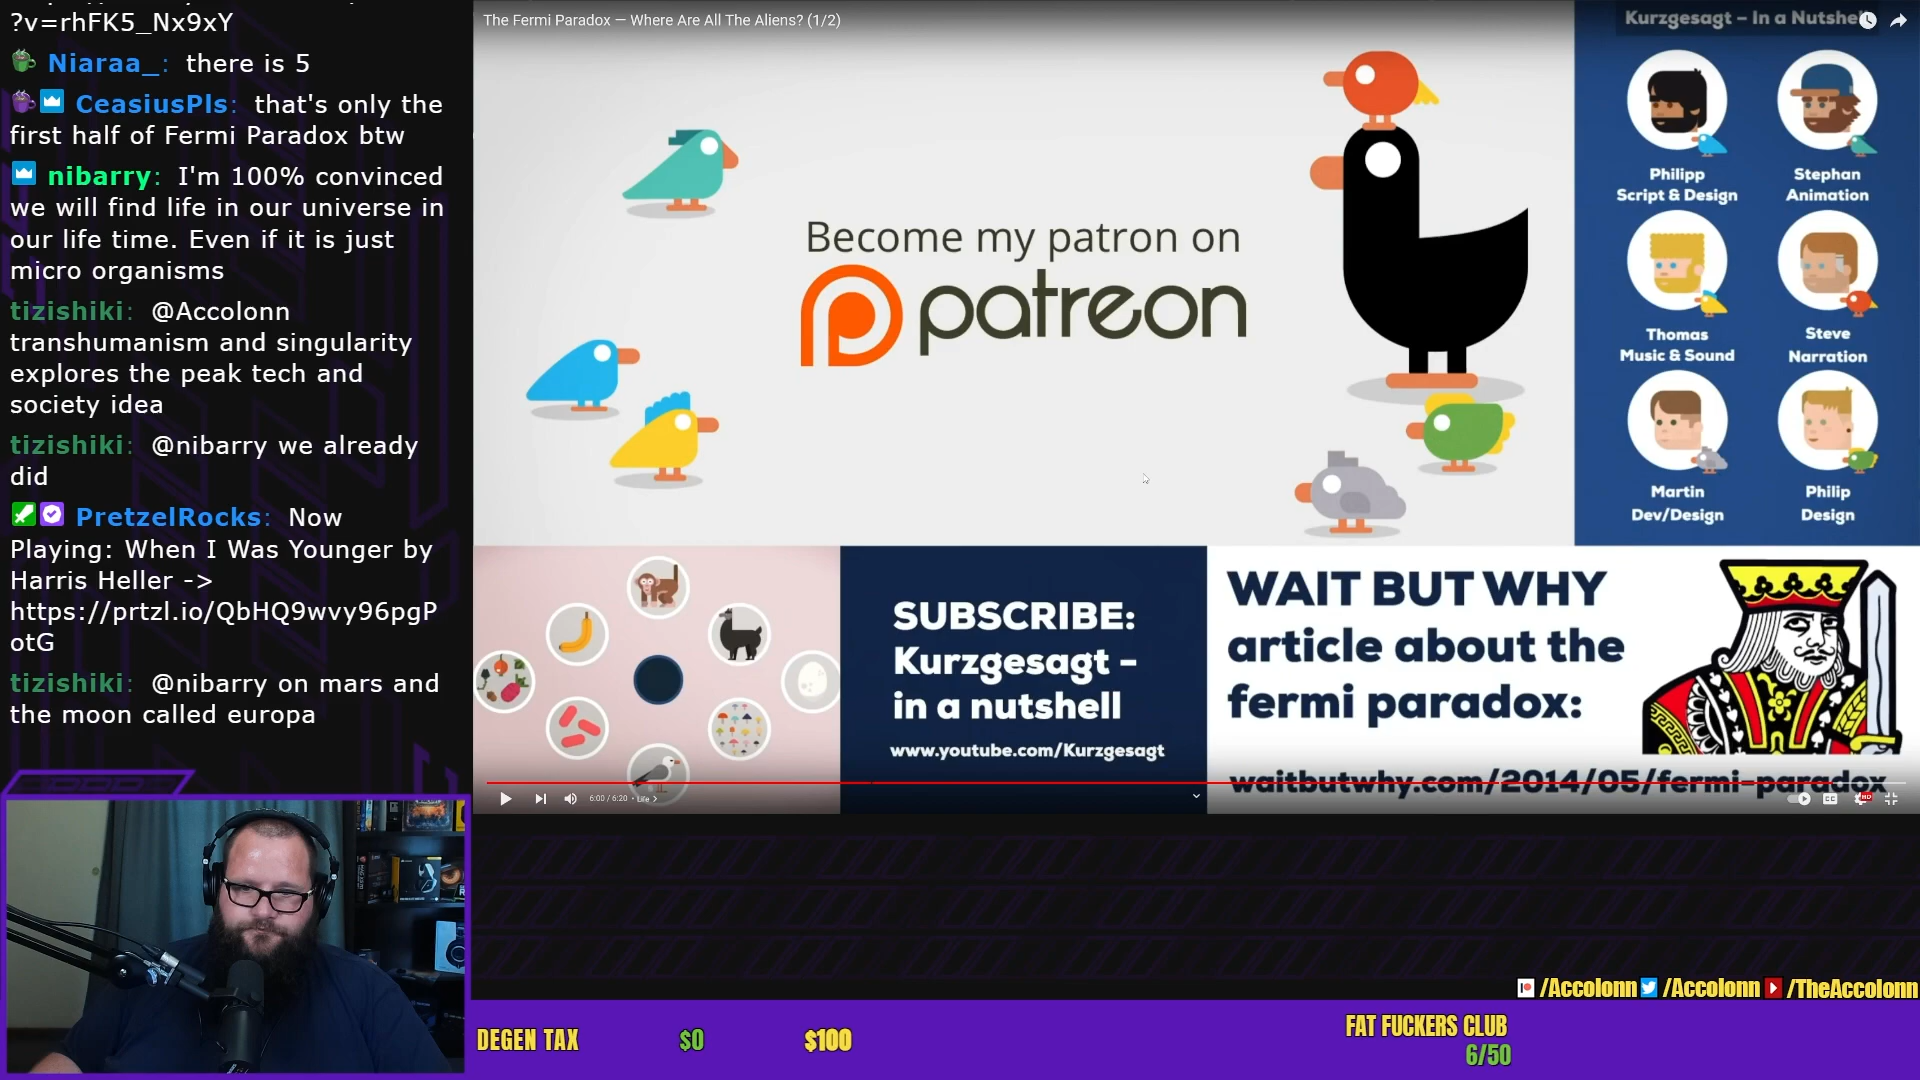 ?v=rhFK5_Nx9xY
Niaraa_: there is 5
CeasiusPls: that's only the
first half of Fermi Paradox btw
nibarry: I'm 100% convinced
we will find life in our universe in
our life time. Even if it is just
micro organisms
tizishiki: @Accolonn
transhumanism and singularity
explores the peak tech and
society idea
tizishiki: @nibarry we already
did
PretzelRocks: Now
Playing: When I Was Younger by
Harris Heller ->
https://prtzl.io/QbHQ9wvy96pgP
otG
tizishiki: @nibarry on mars and
the moon called europa
The Fermi Paradox — Where Are All The Aliens? (1/2)
Become my patron on
patreon
Kurzgesagt – In a Nutshell
Philipp
Script & Design
Stephan
Animation
Thomas
Music & Sound
Steve
Narration
Martin
Dev/Design
Philip
Design
SUBSCRIBE:
Kurzgesagt –
in a nutshell
www.youtube.com/Kurzgesagt
WAIT BUT WHY
article about the
fermi paradox:
waitbutwhy.com/2014/05/fermi-paradox
6:00 / 6:20 • Life >
CC
HD
/Accolonn /Accolonn /TheAccolonn
DEGEN TAX $0 $100
FAT FUCKERS CLUB
6/50